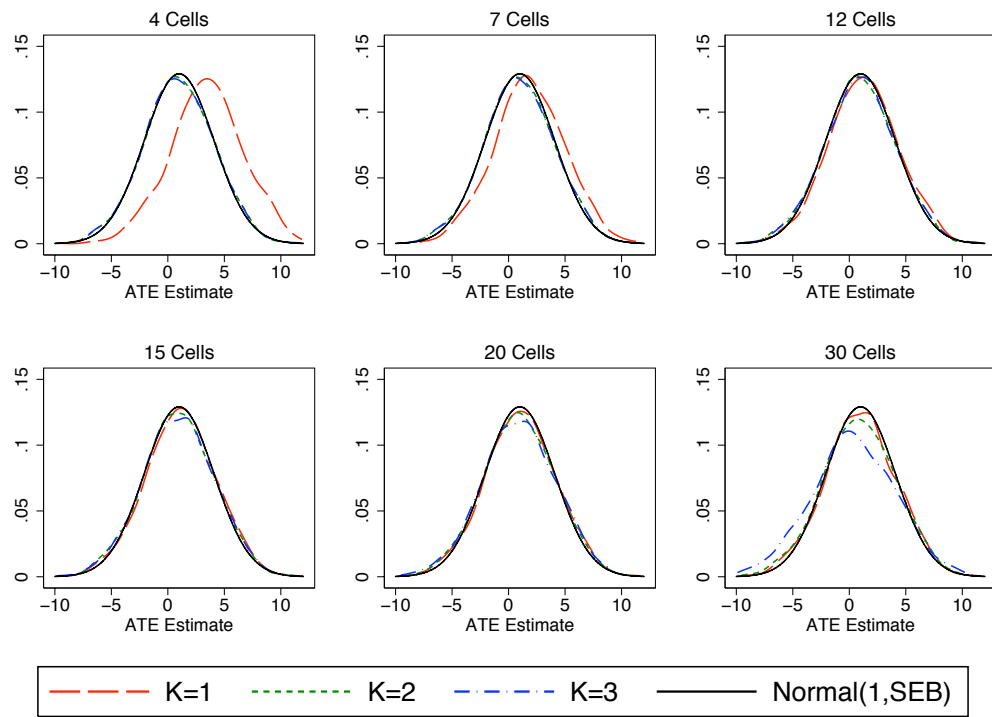 4 Cells
7 Cells
12 Cells
.15
.1
.05
0
−10 −5 0 5 10
ATE Estimate
.15
.1
.05
0
−10 −5 0 5 10
ATE Estimate
.15
.1
.05
0
−10 −5 0 5 10
ATE Estimate
15 Cells
20 Cells
30 Cells
.15
.1
.05
0
−10 −5 0 5 10
ATE Estimate
.15
.1
.05
0
−10 −5 0 5 10
ATE Estimate
.15
.1
.05
0
−10 −5 0 5 10
ATE Estimate
K=1 K=2 K=3 Normal(1,SEB)